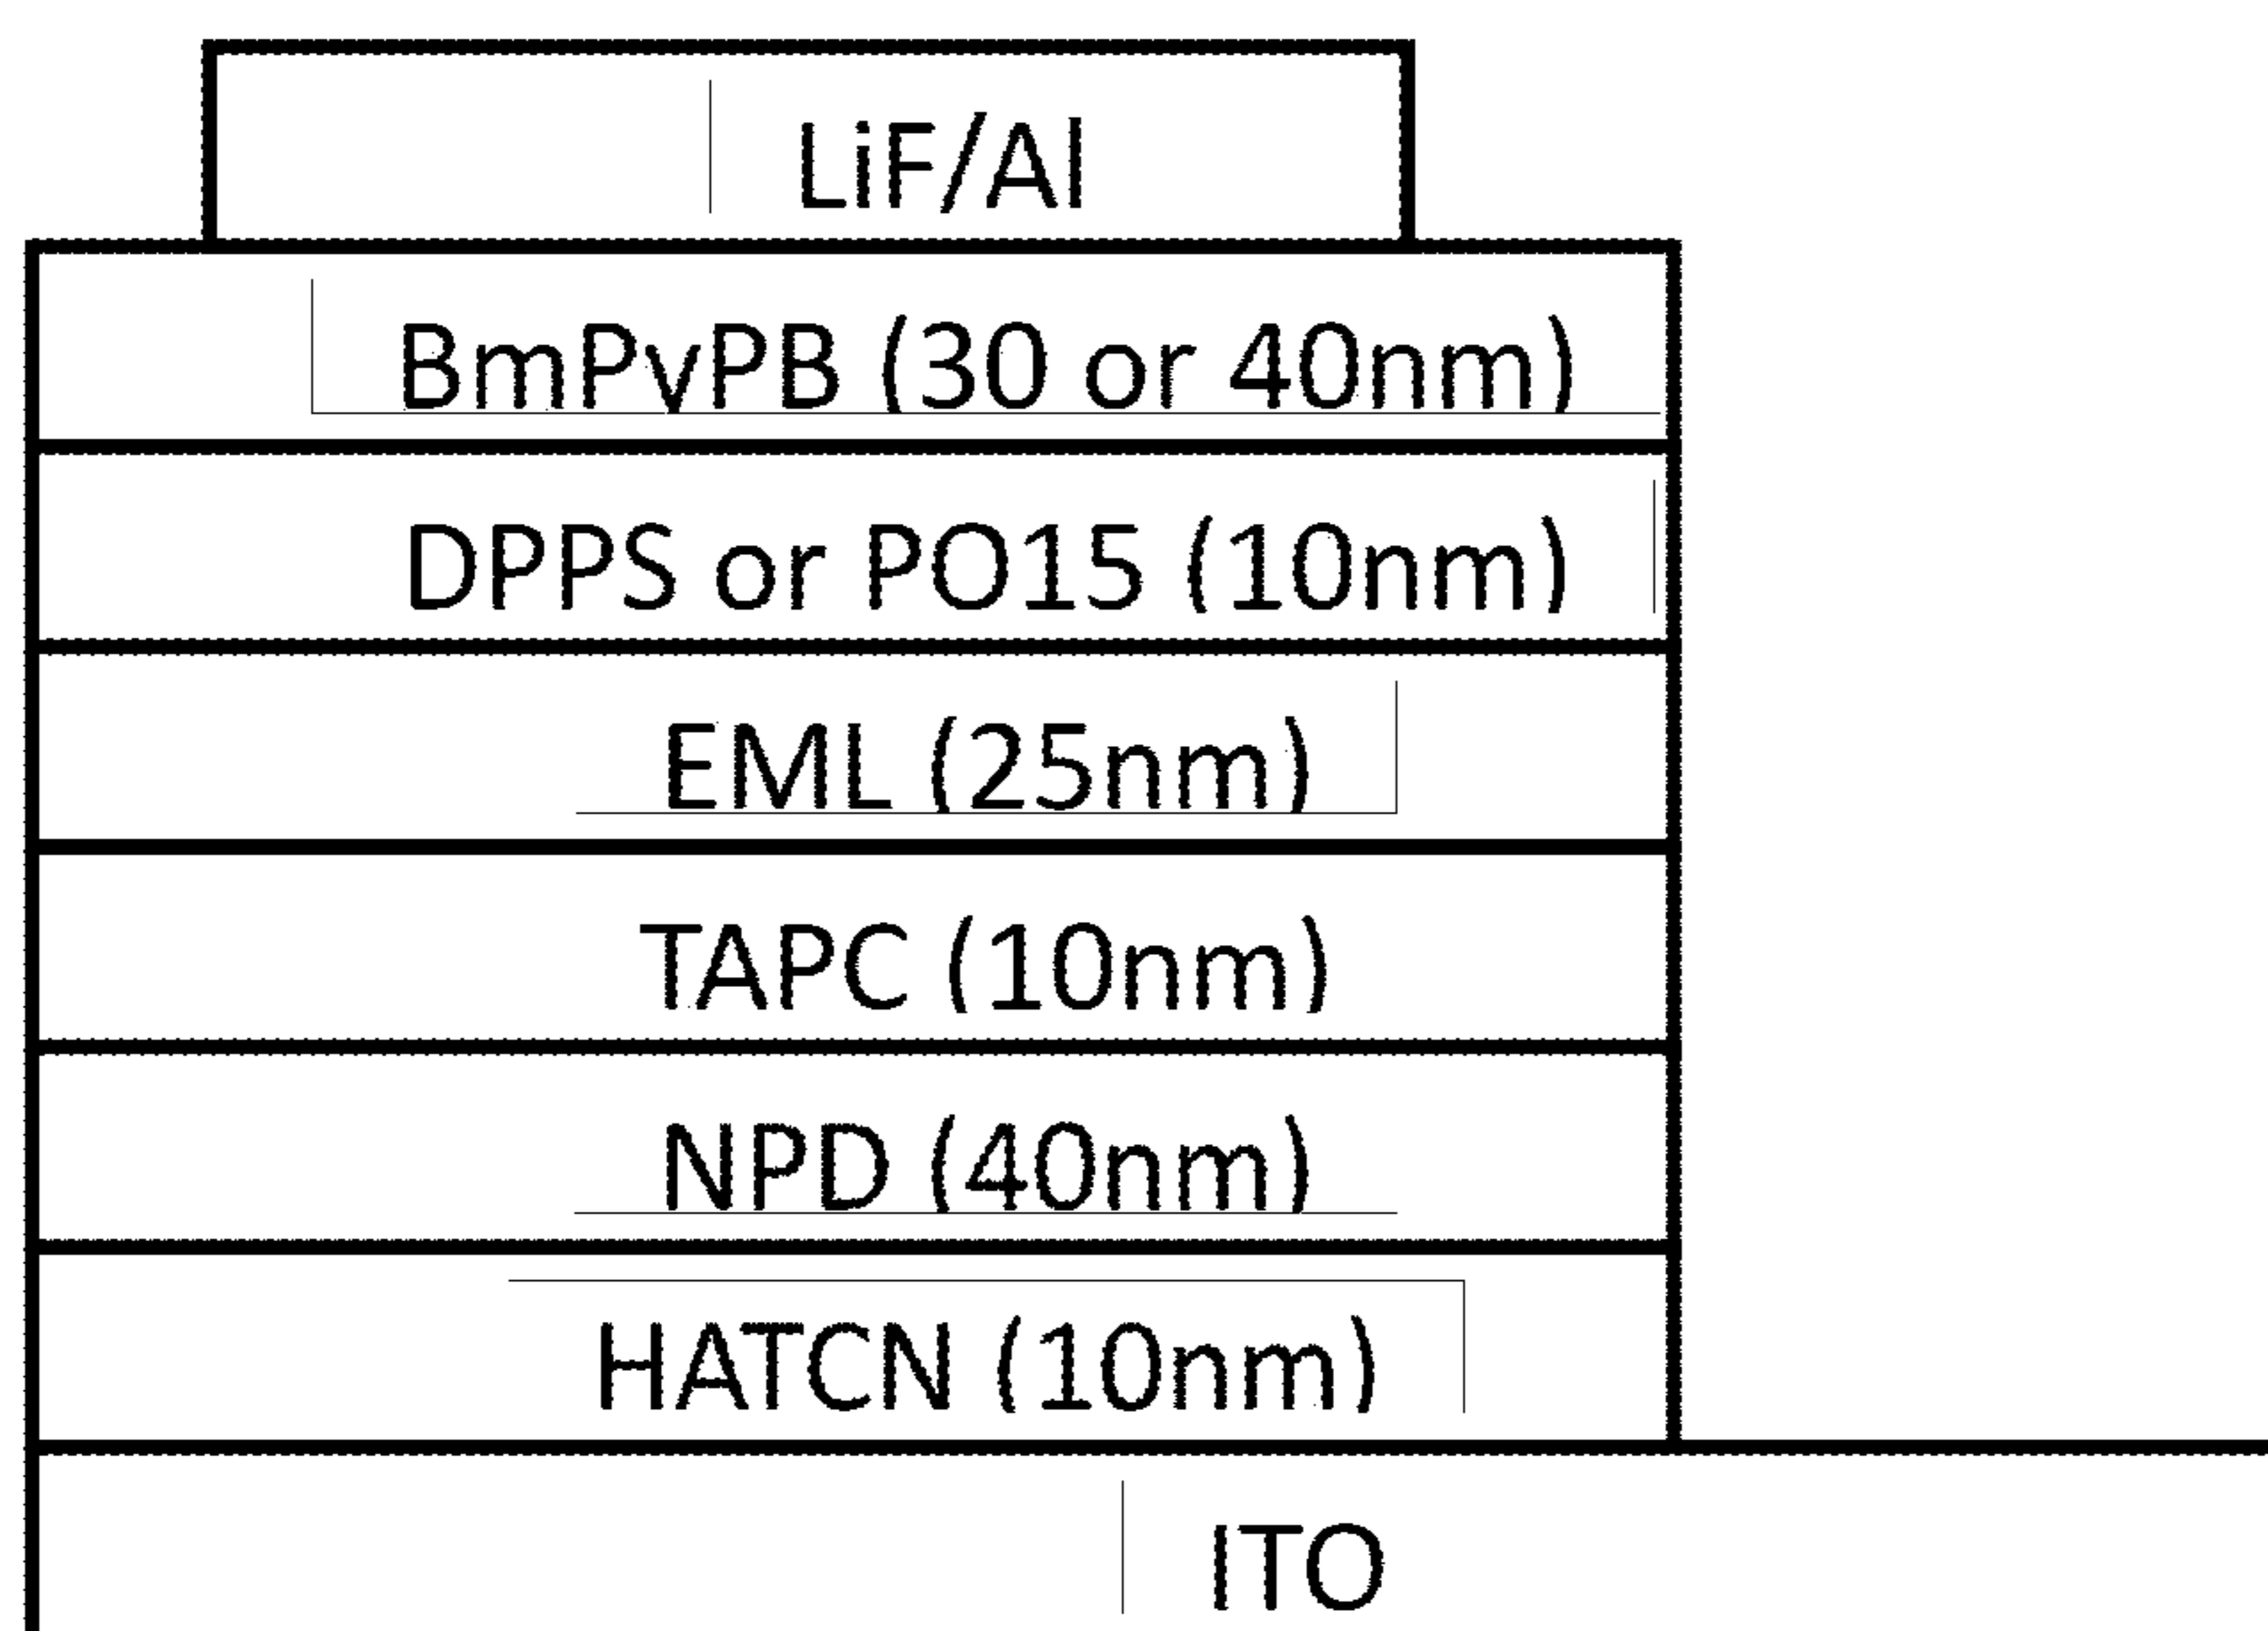 LiF/Al
BmPyPB (30 or 40nm)
DPPS or PO15 (10nm)
EML (25nm)
TAPC (10nm)
NPD (40nm)
HATCN (10nm)
ITO